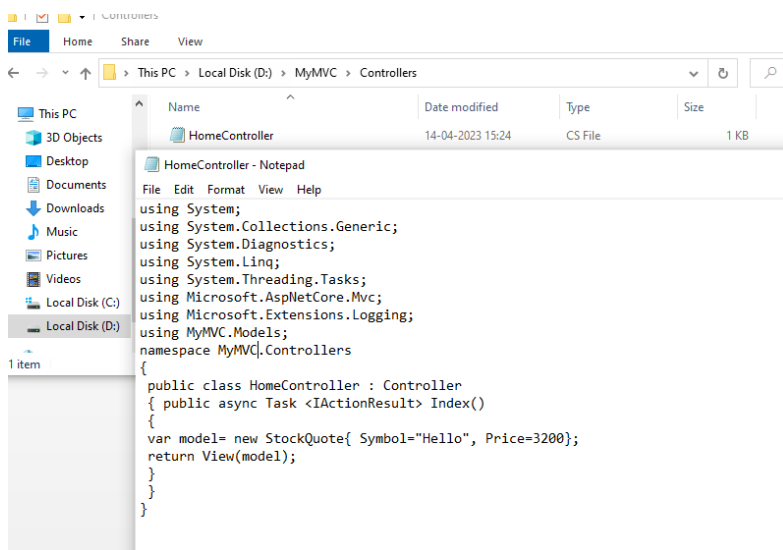 Controllers
File Home Share View
This PC > Local Disk (D:) > MyMVC > Controllers
Name Date modified Type Size
HomeController 14-04-2023 15:24 CS File 1 KB
This PC
3D Objects
Desktop
Documents
Downloads
Music
Pictures
Videos
Local Disk (C:)
Local Disk (D:)
1 item
HomeController - Notepad
File Edit Format View Help
using System;
using System.Collections.Generic;
using System.Diagnostics;
using System.Linq;
using System.Threading.Tasks;
using Microsoft.AspNetCore.Mvc;
using Microsoft.Extensions.Logging;
using MyMVC.Models;
namespace MyMVC.Controllers
{
public class HomeController : Controller
{ public async Task <IActionResult> Index()
{
var model= new StockQuote{ Symbol="Hello", Price=3200};
return View(model);
}
}
}